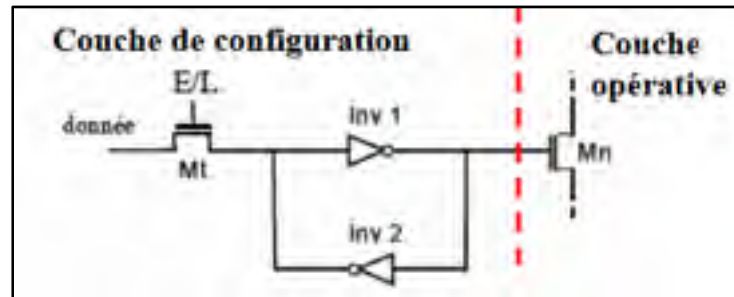 Couche de configuration
Couche
opérative
E/L
donnée
Mt
inv 1
inv 2
Mn